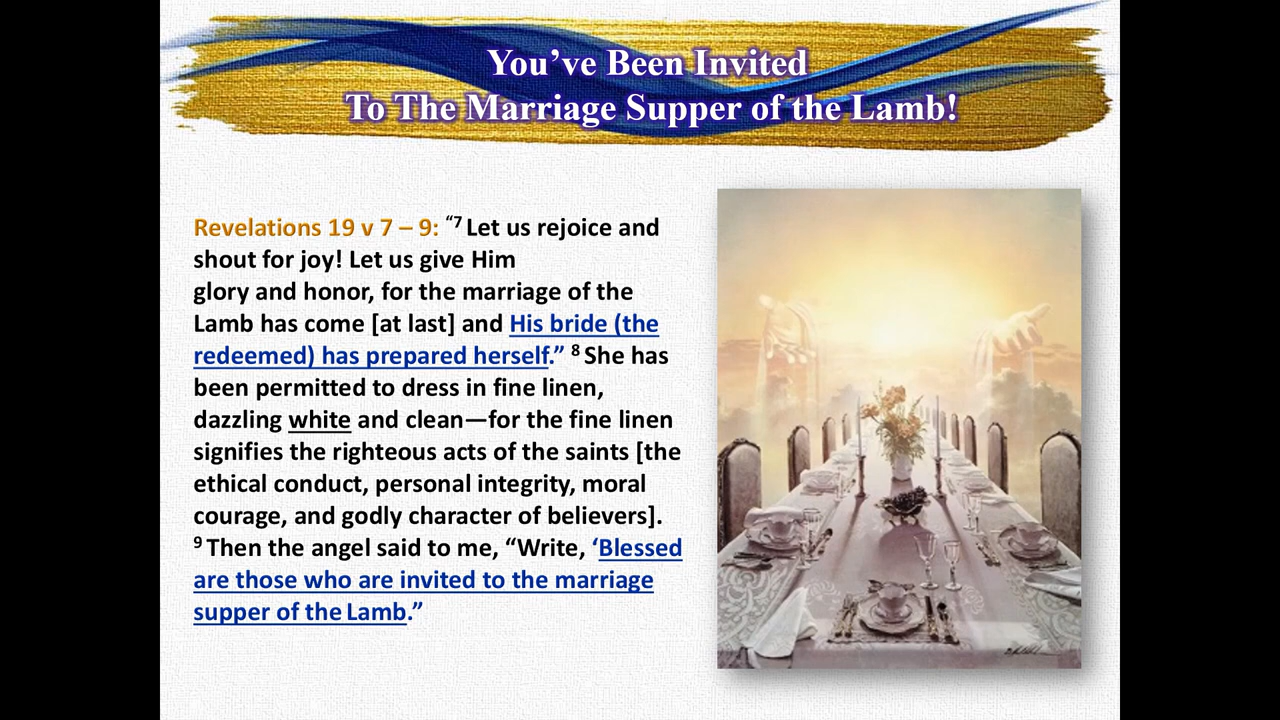 You’ve Been Invited
To The Marriage Supper of the Lamb!
Revelations 19 v 7 – 9: “7 Let us rejoice and
shout for joy! Let us give Him
glory and honor, for the marriage of the
Lamb has come [at last] and His bride (the
redeemed) has prepared herself.” 8 She has
been permitted to dress in fine linen,
dazzling white and clean—for the fine linen
signifies the righteous acts of the saints [the
ethical conduct, personal integrity, moral
courage, and godly character of believers].
9 Then the angel said to me, “Write, ‘Blessed
are those who are invited to the marriage
supper of the Lamb.”